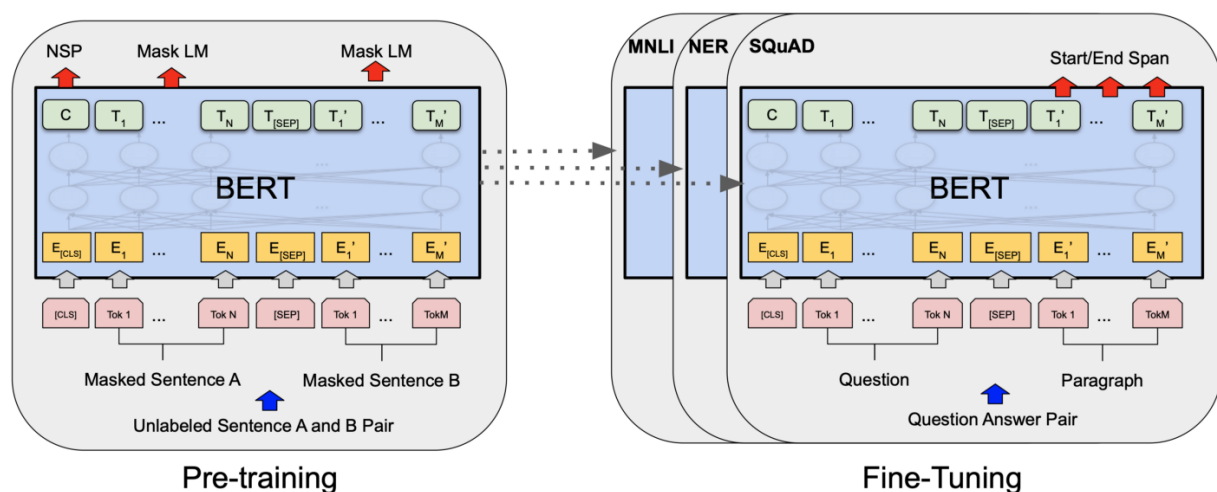 NSP Mask LM Mask LM
C T1 ... TN T[SEP] T1' ... TM'
...
BERT
E[CLS] E1 ... EN E[SEP] E1' ... EM'
[CLS] Tok 1 ... Tok N [SEP] Tok 1 ... TokM
Masked Sentence A Masked Sentence B
Unlabeled Sentence A and B Pair
Pre-training
MNLI NER SQuAD
Start/End Span
C T1 ... TN T[SEP] T1' ... TM'
...
BERT
E[CLS] E1 ... EN E[SEP] E1' ... EM'
[CLS] Tok 1 ... Tok N [SEP] Tok 1 ... TokM
Question Paragraph
Question Answer Pair
Fine-Tuning